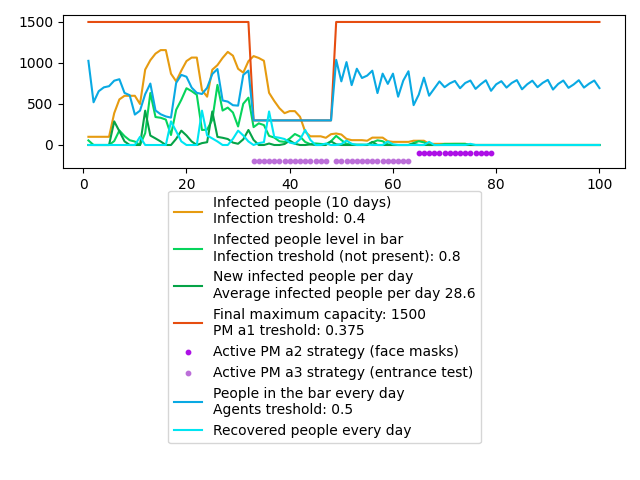 1500
1000
500
0
0
20
40
60
80
100
Infected people (10 days)
Infection treshold: 0.4
Infected people level in bar
Infection treshold (not present): 0.8
New infected people per day
Average infected people per day 28.6
Final maximum capacity: 1500
PM a1 treshold: 0.375
Active PM a2 strategy (face masks)
Active PM a3 strategy (entrance test)
People in the bar every day
Agents treshold: 0.5
Recovered people every day